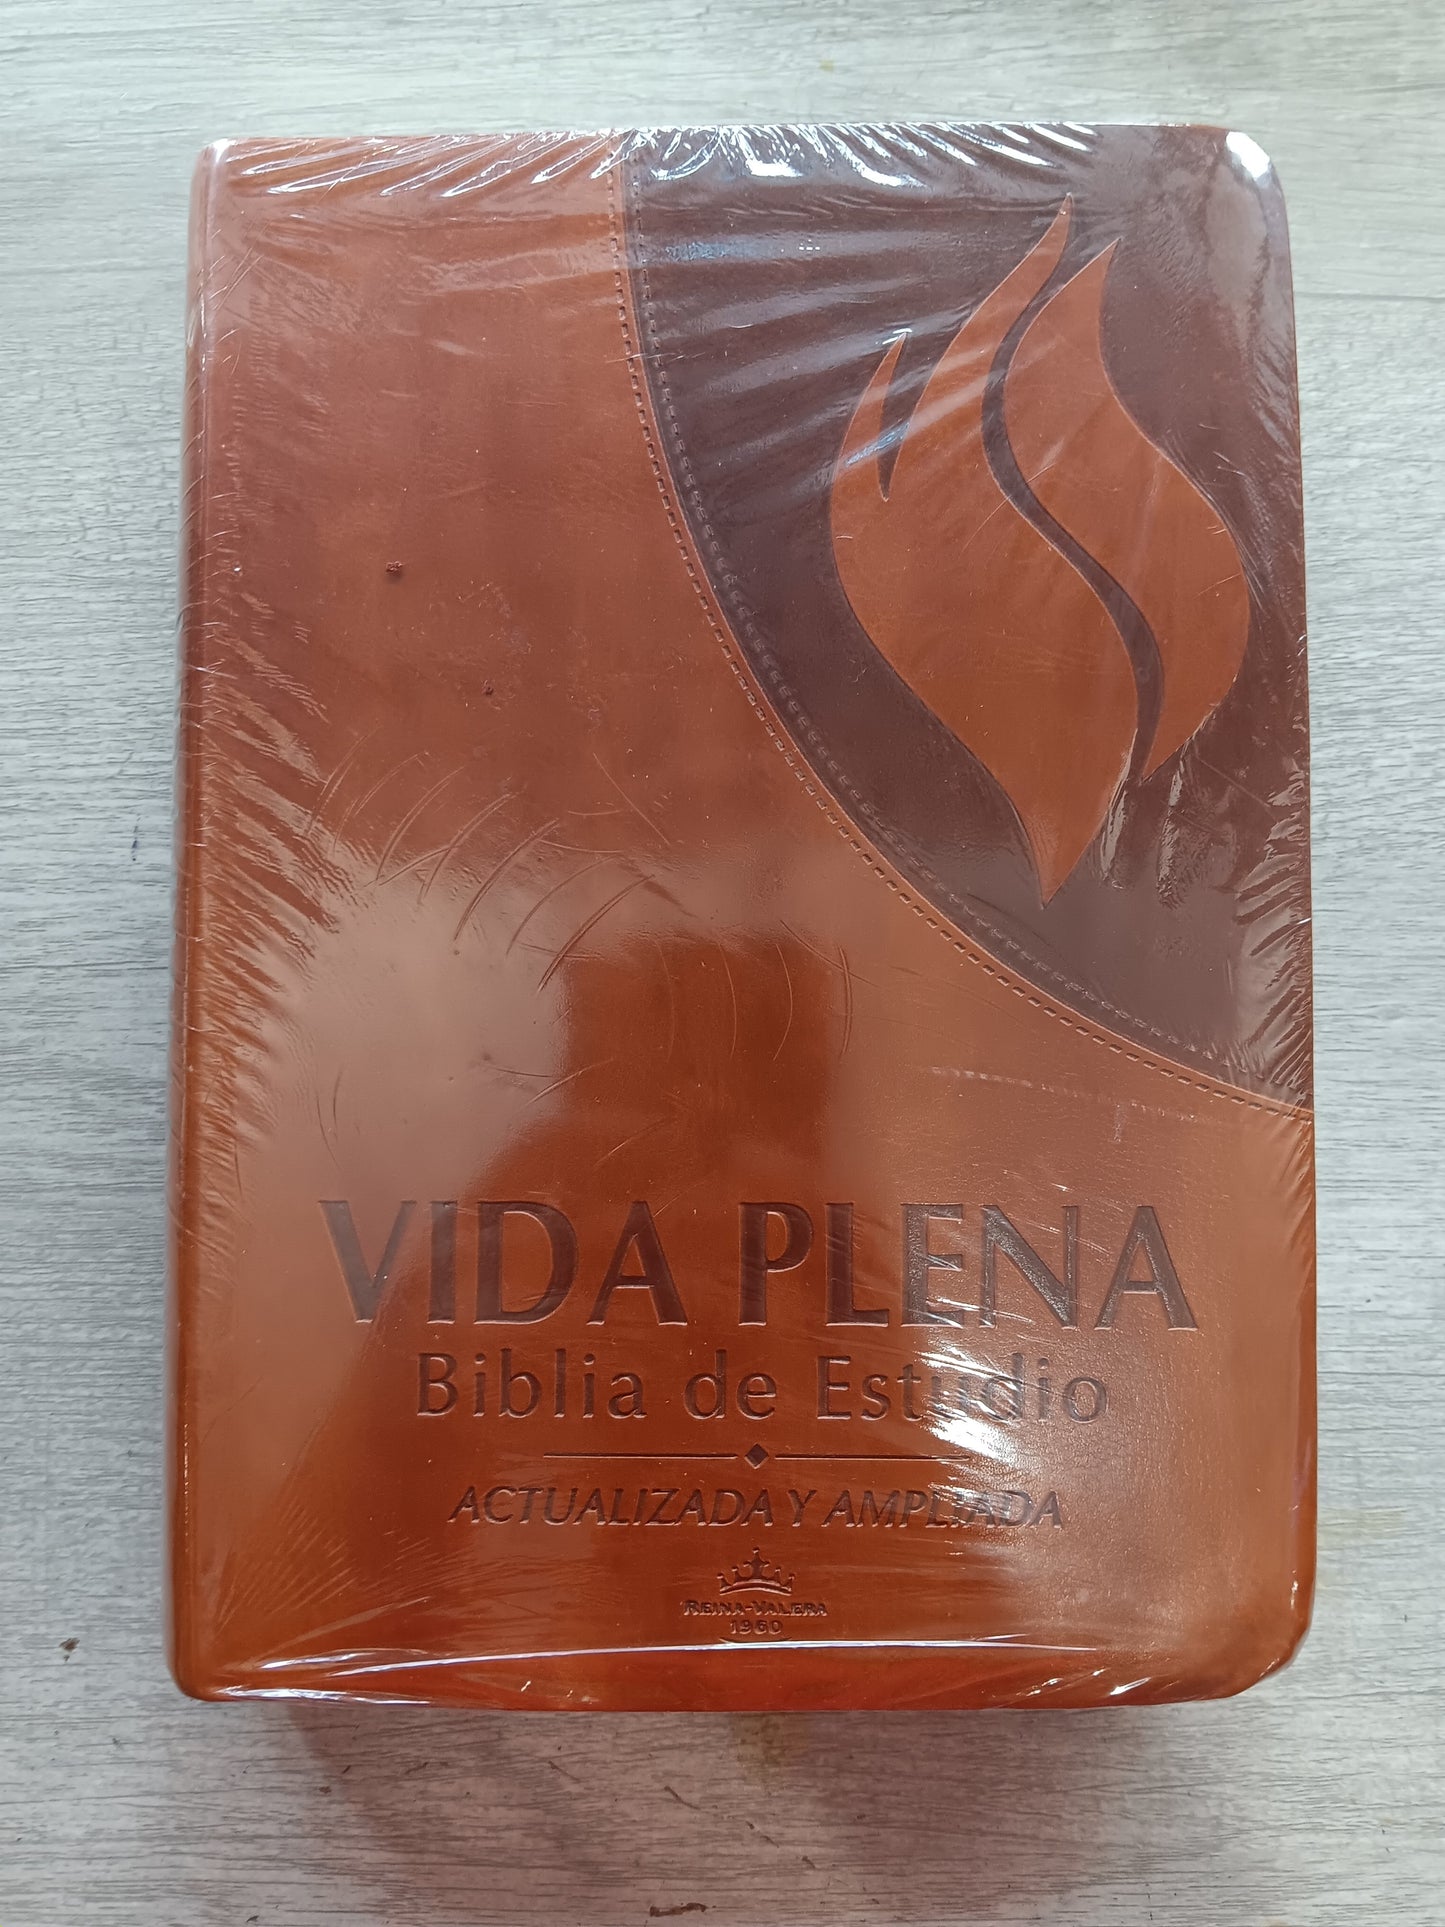 VIDA PLENA
Biblia de Estudio
ACTUALIZADA Y AMPLIADA
REINA-VALERA
1960